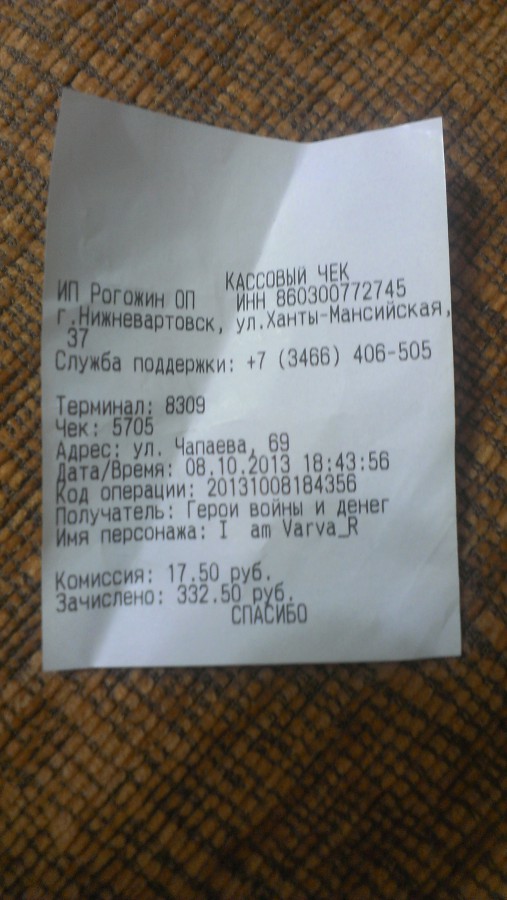 КАССОВЫЙ ЧЕК
ИП Рогожин ОП ИНН 860300772745
г.Нижневартовск, ул.Ханты-Мансийская,
37
Служба поддержки: +7 (3466) 406-505
Терминал: 8309
Чек: 5705
Адрес: ул. Чапаева, 69
Дата/Время: 08.10.2013 18:43:56
Код операции: 20131008184356
Получатель: Герои войны и денег
Имя персонажа: I am Varva_R
Комиссия: 17.50 руб.
Зачислено: 332.50 руб.
СПАСИБО